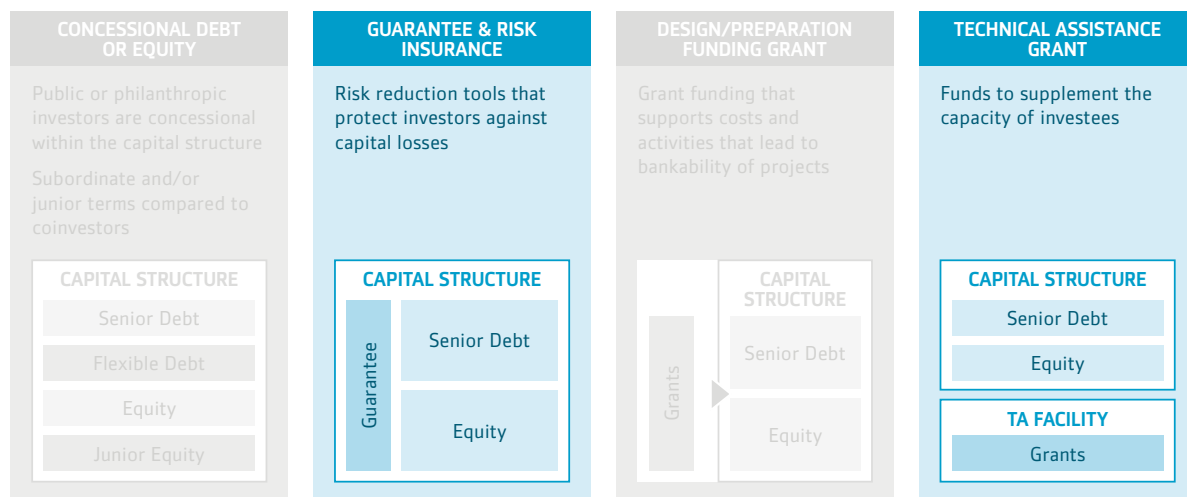 CONCESSIONAL DEBT
OR EQUITY
Public or philanthropic
investors are concessional
within the capital structure
Subordinate and/or
junior terms compared to
coinvestors
CAPITAL STRUCTURE
Senior Debt
Flexible Debt
Equity
Junior Equity
GUARANTEE & RISK
INSURANCE
Risk reduction tools that
protect investors against
capital losses
CAPITAL STRUCTURE
Guarantee
Senior Debt
Equity
DESIGN/PREPARATION
FUNDING GRANT
Grant funding that
supports costs and
activities that lead to
bankability of projects
Grants
CAPITAL
STRUCTURE
Senior Debt
Equity
TECHNICAL ASSISTANCE
GRANT
Funds to supplement the
capacity of investees
CAPITAL STRUCTURE
Senior Debt
Equity
TA FACILITY
Grants